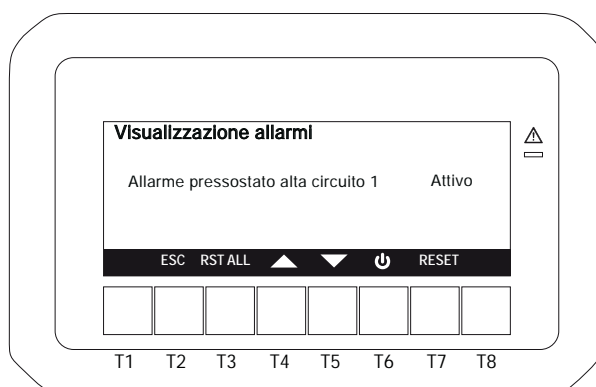 Visualizzazione allarmi
Allarme pressostato alta circuito 1 Attivo
ESC RST ALL RESET
T1 T2 T3 T4 T5 T6 T7 T8